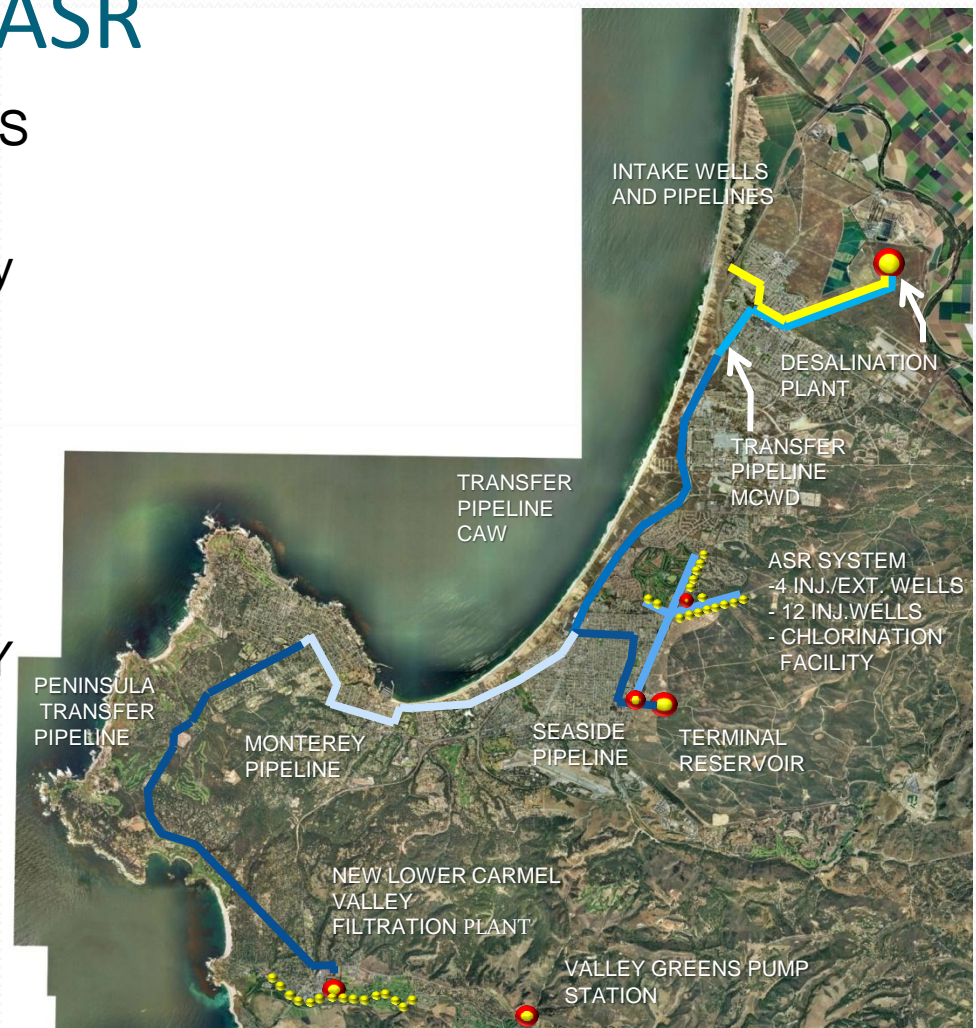 ASR
s
y
Y
INTAKE WELLS
AND PIPELINES
DESALINATION
PLANT
TRANSFER
PIPELINE
MCWD
TRANSFER
PIPELINE
CAW
ASR SYSTEM
-4 INJ./EXT. WELLS
- 12 INJ.WELLS
- CHLORINATION
FACILITY
PENINSULA
TRANSFER
PIPELINE
MONTEREY
PIPELINE
SEASIDE
PIPELINE
TERMINAL
RESERVOIR
NEW LOWER CARMEL
VALLEY
FILTRATION PLANT
VALLEY GREENS PUMP
STATION